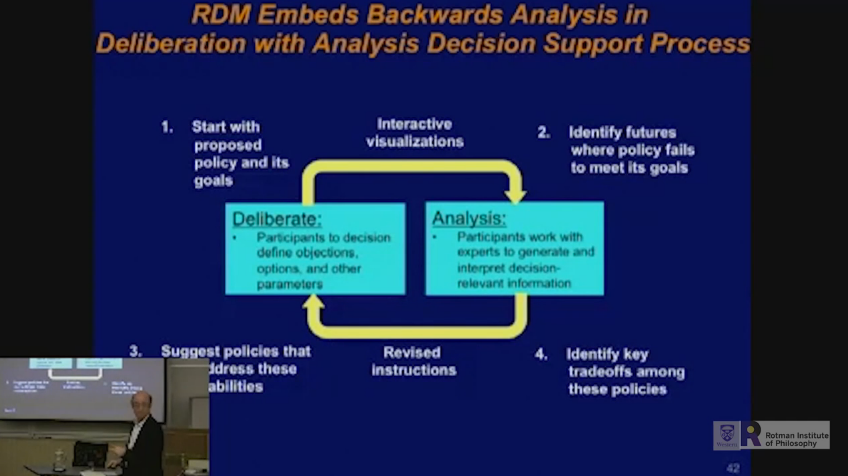 RDM Embeds Backwards Analysis in
Deliberation with Analysis Decision Support Process
1. Start with
proposed
policy and its
goals
Interactive
visualizations
2. Identify futures
where policy fails
to meet its goals
Deliberate:
• Participants to decision
define objections,
options, and other
parameters
Analysis:
• Participants work with
experts to generate and
interpret decision-
relevant information
3. Suggest policies that
ddress these
abilities
Revised
instructions
4. Identify key
tradeoffs among
these policies
Rotman Institute
of Philosophy
42